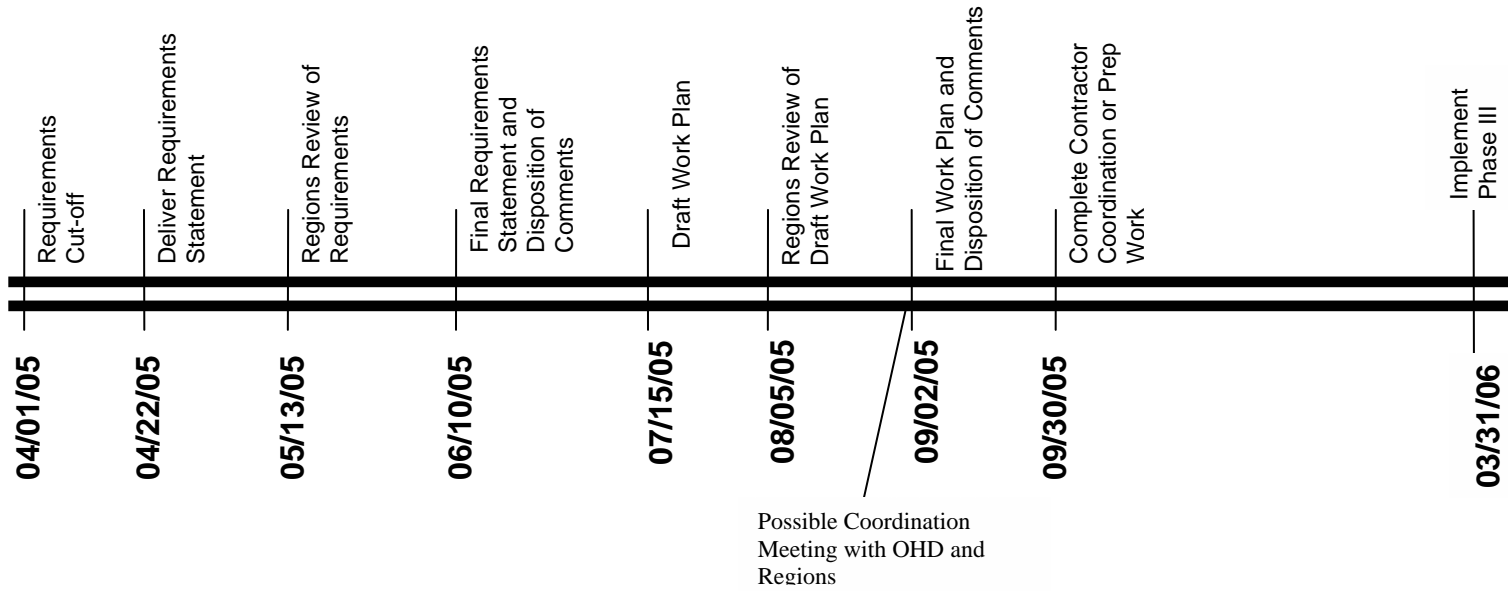 Requirements
Cut-off
Deliver Requirements
Statement
Regions Review of
Requirements
Final Requirements
Statement and
Disposition of
Comments
Draft Work Plan
Regions Review of
Draft Work Plan
Final Work Plan and
Disposition of Comments
Complete Contractor
Coordination or Prep
Work
Implement
Phase III
04/01/05
04/22/05
05/13/05
06/10/05
07/15/05
08/05/05
09/02/05
09/30/05
03/31/06
Possible Coordination
Meeting with OHD and
Regions